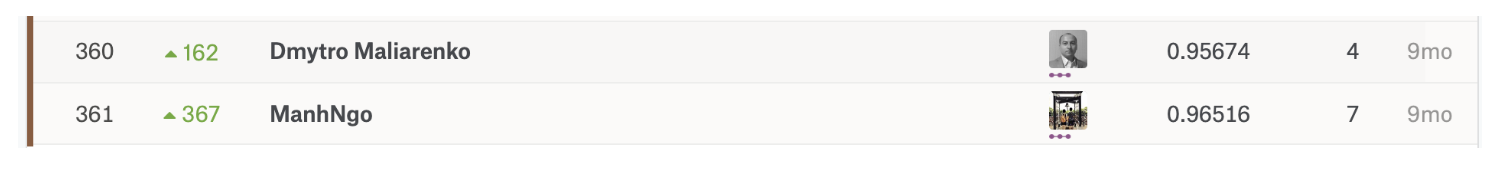 360 ▲ 162 Dmytro Maliarenko 0.95674 4 9mo
361 ▲ 367 ManhNgo 0.96516 7 9mo